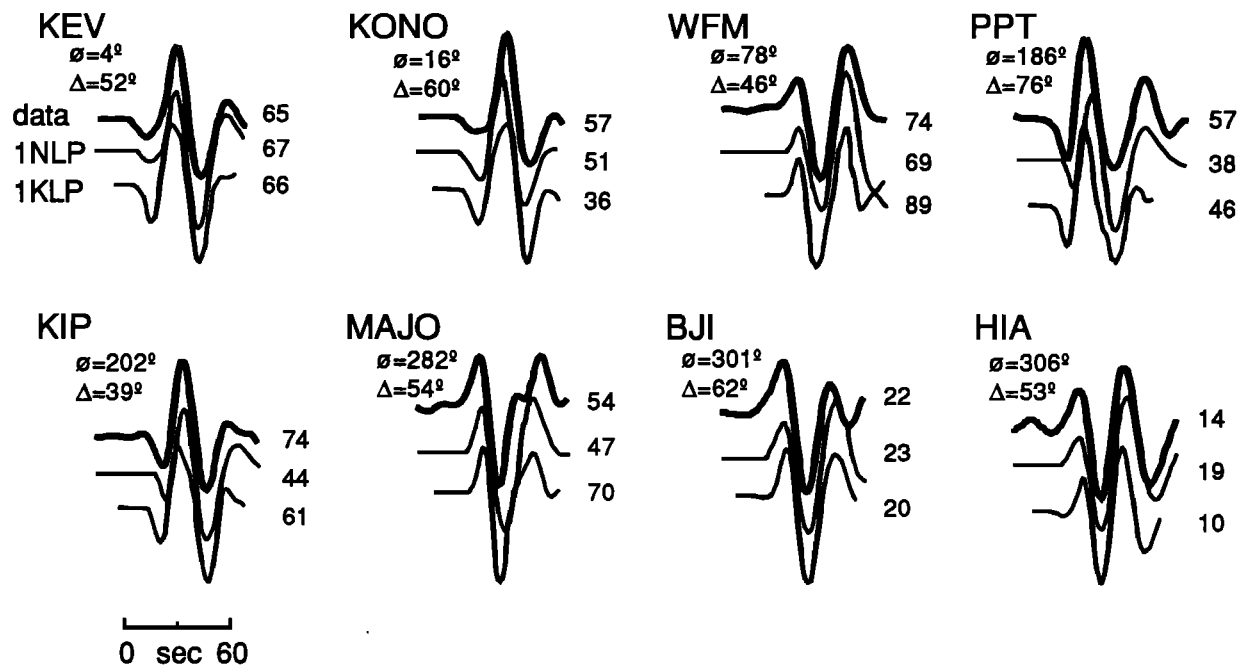 KEV
ø=4º
Δ=52º
data
1NLP
1KLP
65
67
66
KONO
ø=16º
Δ=60º
57
51
36
WFM
ø=78º
Δ=46º
74
69
89
PPT
ø=186º
Δ=76º
57
38
46
KIP
ø=202º
Δ=39º
74
44
61
MAJO
ø=282º
Δ=54º
54
47
70
BJI
ø=301º
Δ=62º
22
23
20
HIA
ø=306º
Δ=53º
14
19
10
0 sec 60